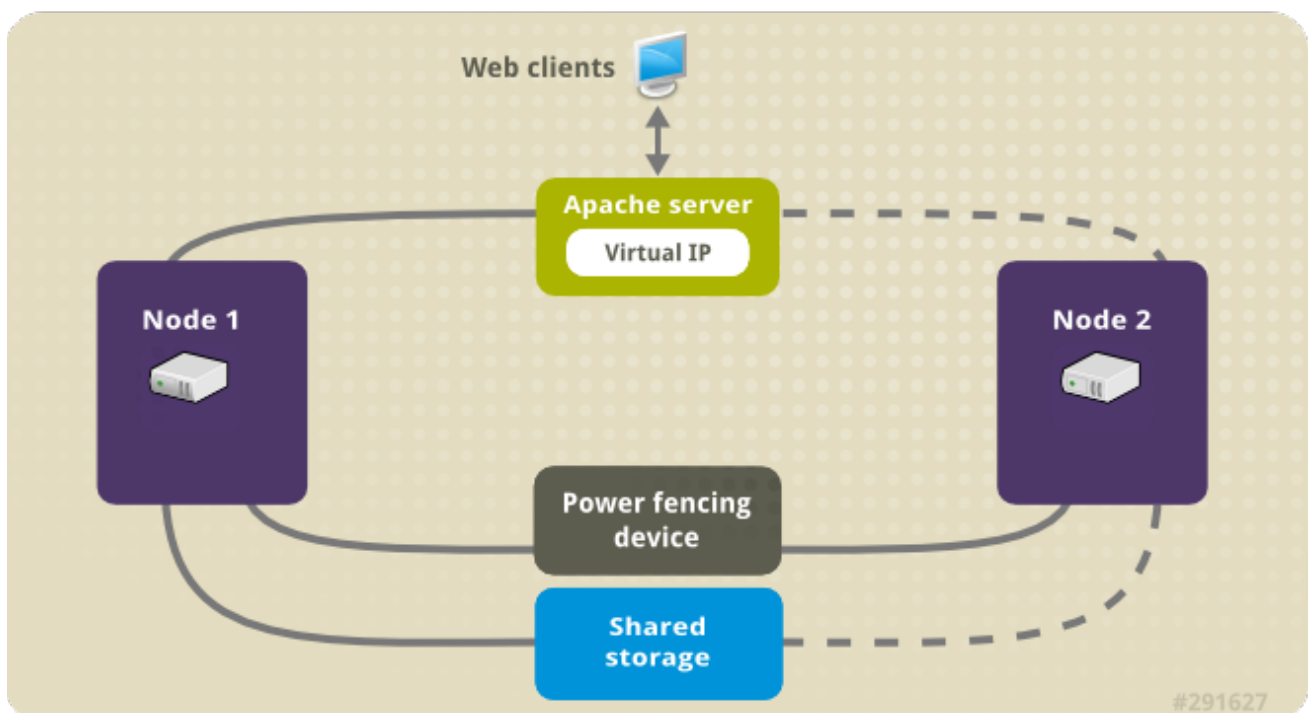 Web clients
Apache server
Virtual IP
Node 1
Node 2
Power fencing
device
Shared
storage
#291627